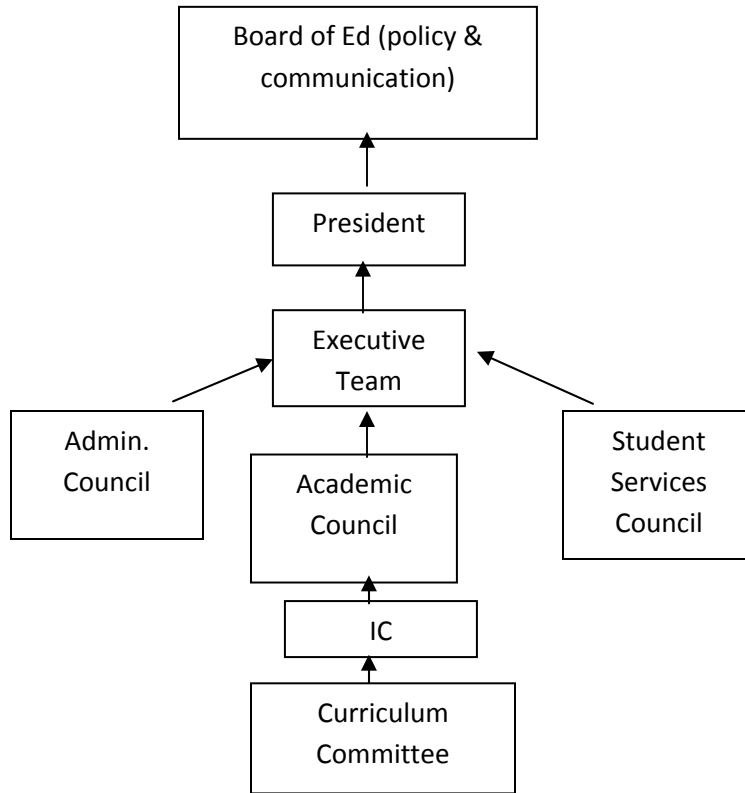 Board of Ed (policy &
communication)
President
Executive
Team
Admin.
Council
Academic
Council
Student
Services
Council
IC
Curriculum
Committee